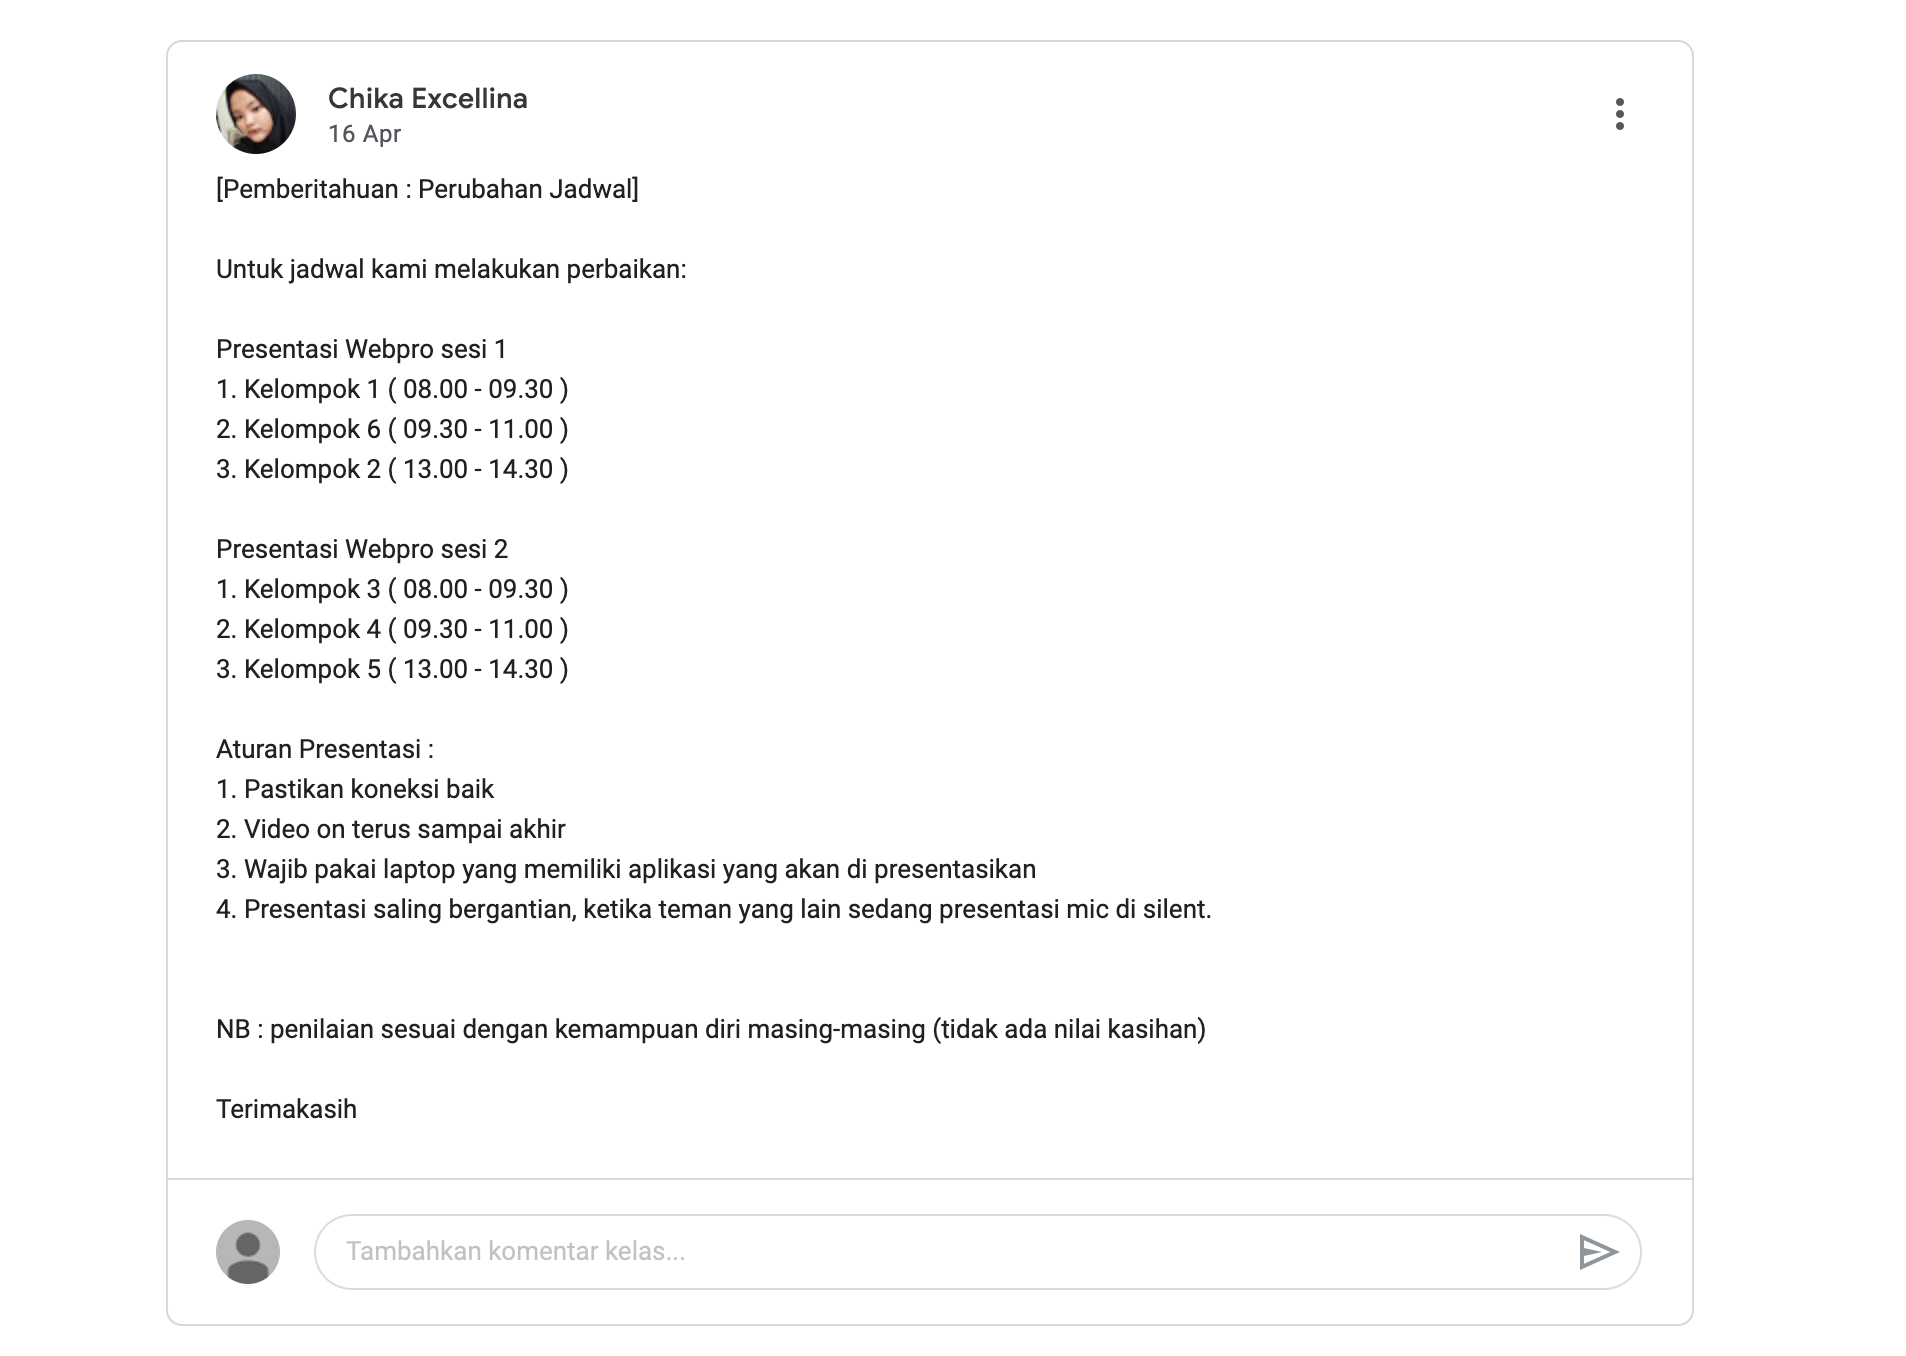 Chika Excellina
16 Apr
[Pemberitahuan : Perubahan Jadwal]
Untuk jadwal kami melakukan perbaikan:
Presentasi Webpro sesi 1
1. Kelompok 1 ( 08.00 - 09.30 )
2. Kelompok 6 ( 09.30 - 11.00 )
3. Kelompok 2 ( 13.00 - 14.30 )
Presentasi Webpro sesi 2
1. Kelompok 3 ( 08.00 - 09.30 )
2. Kelompok 4 ( 09.30 - 11.00 )
3. Kelompok 5 ( 13.00 - 14.30 )
Aturan Presentasi :
1. Pastikan koneksi baik
2. Video on terus sampai akhir
3. Wajib pakai laptop yang memiliki aplikasi yang akan di presentasikan
4. Presentasi saling bergantian, ketika teman yang lain sedang presentasi mic di silent.
NB : penilaian sesuai dengan kemampuan diri masing-masing (tidak ada nilai kasihan)
Terimakasih
Tambahkan komentar kelas...